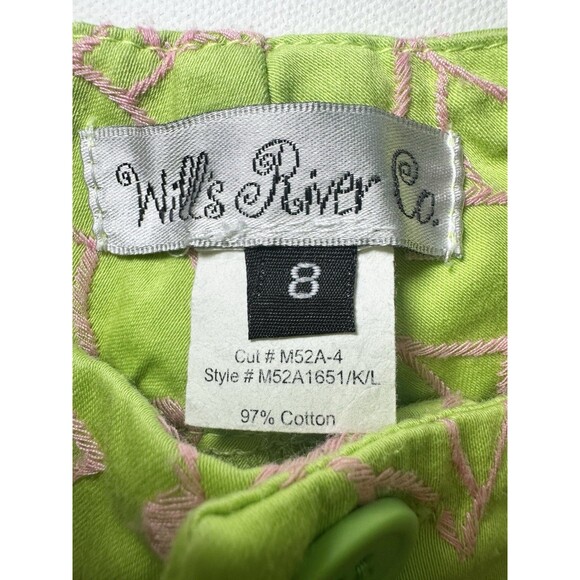 Will's River Co.
8
Cut # M52A-4
Style # M52A1651/K/L
97% Cotton